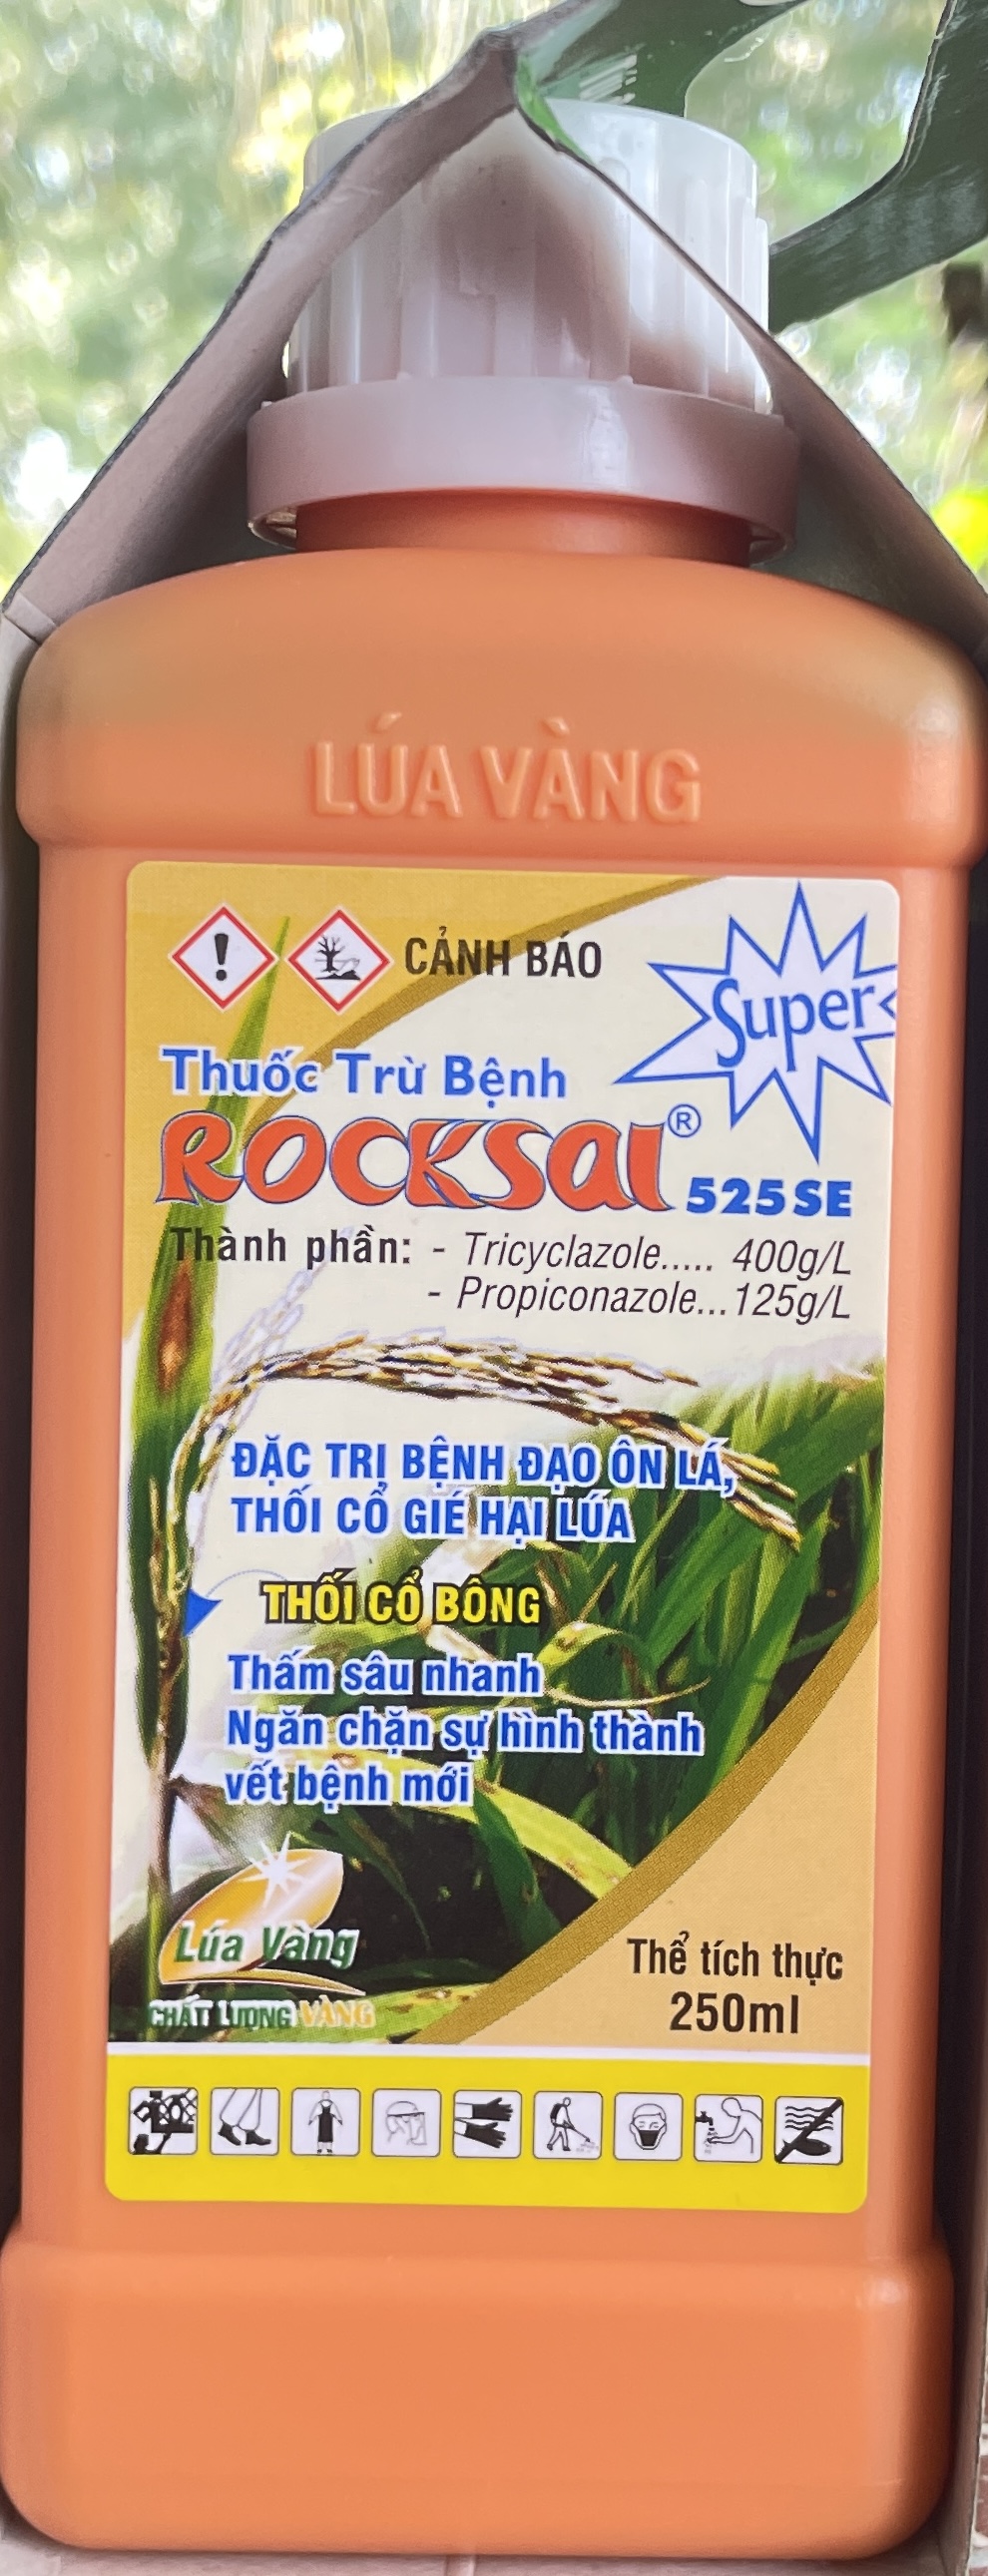 LÚA VÀNG
CẢNH BÁO
Super
Thuốc Trừ Bệnh
ROCKSAI®
525SE
Thành phần: - Tricyclazole..... 400g/L
- Propiconazole...125g/L
ĐẶC TRỊ BỆNH ĐẠO ÔN LÁ,
THỐI CỔ GIÉ HẠI LÚA
THỐI CỔ BÔNG
Thấm sâu nhanh
Ngăn chặn sự hình thành
vết bệnh mới
Lúa Vàng
CHẤT LƯỢNG VÀNG
Thể tích thực
250ml